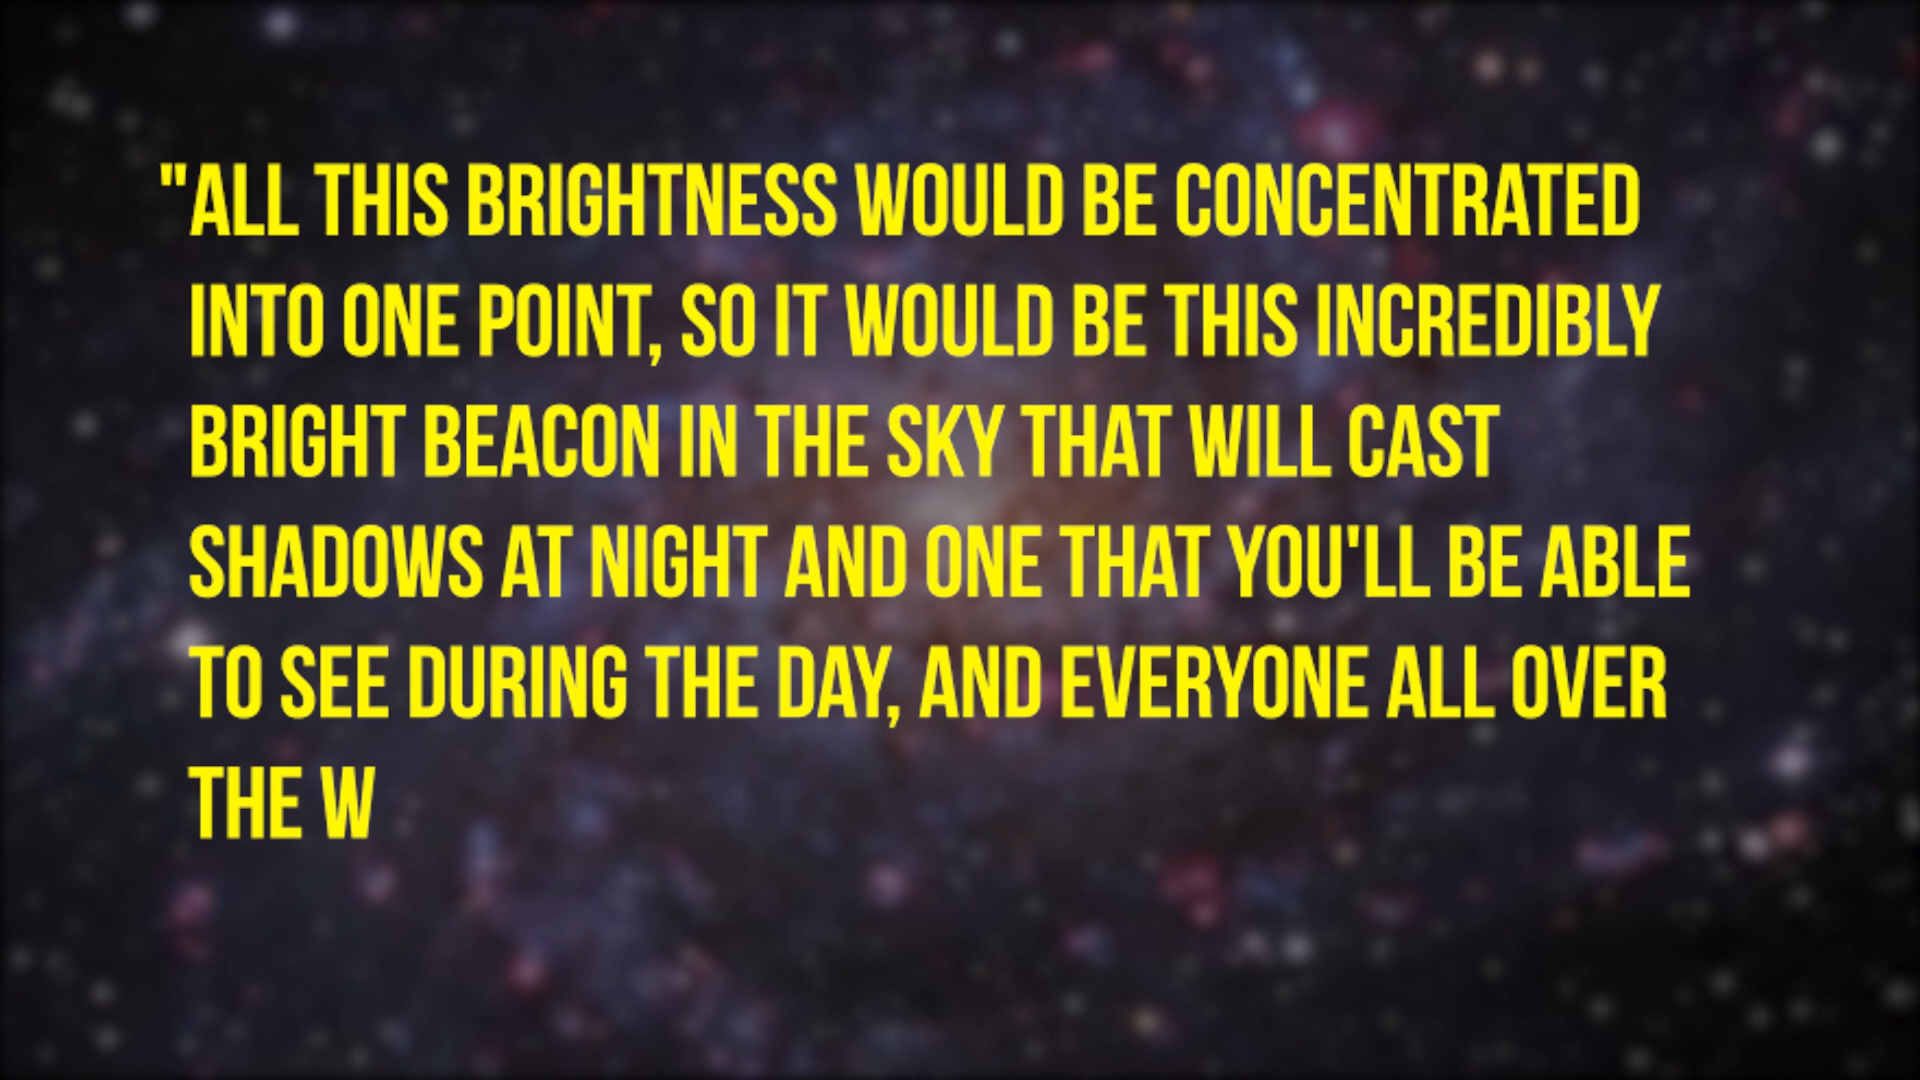 "ALL THIS BRIGHTNESS WOULD BE CONCENTRATED
INTO ONE POINT, SO IT WOULD BE THIS INCREDIBLY
BRIGHT BEACON IN THE SKY THAT WILL CAST
SHADOWS AT NIGHT AND ONE THAT YOU'LL BE ABLE
TO SEE DURING THE DAY, AND EVERYONE ALL OVER
THE W